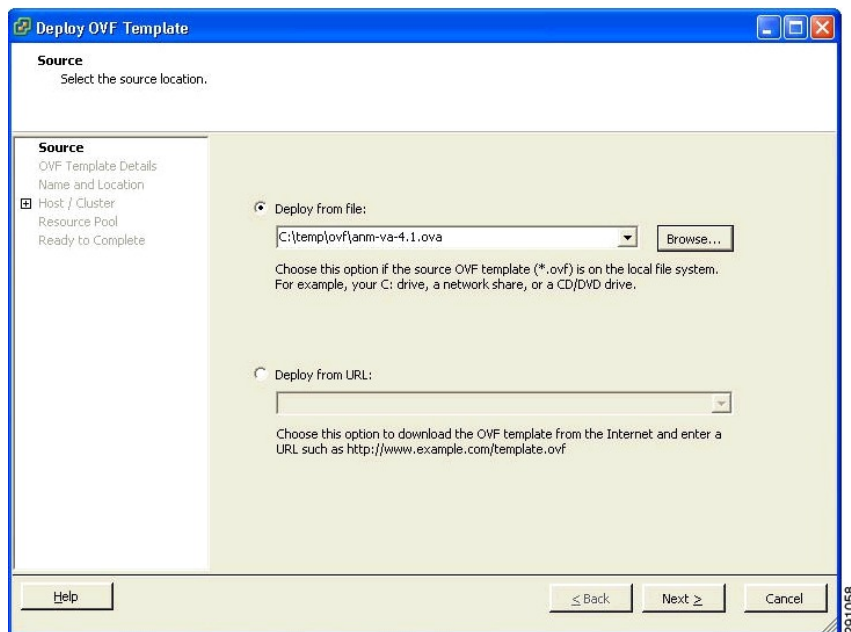 Deploy OVF Template
Source
Select the source location.
Source
OVF Template Details
Name and Location
Host / Cluster
Resource Pool
Ready to Complete
Deploy from file:
C:\temp\ovf\anm-va-4.1.ova
Browse...
Choose this option if the source OVF template (*.ovf) is on the local file system.
For example, your C: drive, a network share, or a CD/DVD drive.
Deploy from URL:
Choose this option to download the OVF template from the Internet and enter a
URL such as http://www.example.com/template.ovf
Help
≤ Back
Next ≥
Cancel
291058